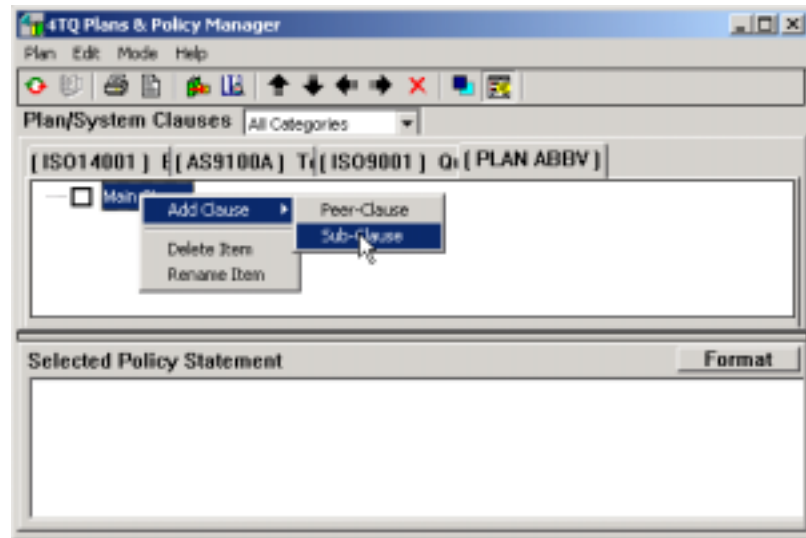 4TQ Plans & Policy Manager
Plan Edit Mode Help
Plan/System Clauses All Categories
[ISO14001] [AS9100A] [ISO9001] [PLAN ABBV]
Main
Add Clause Peer-Clause
Sub-Clause
Delete Item
Rename Item
Selected Policy Statement Format